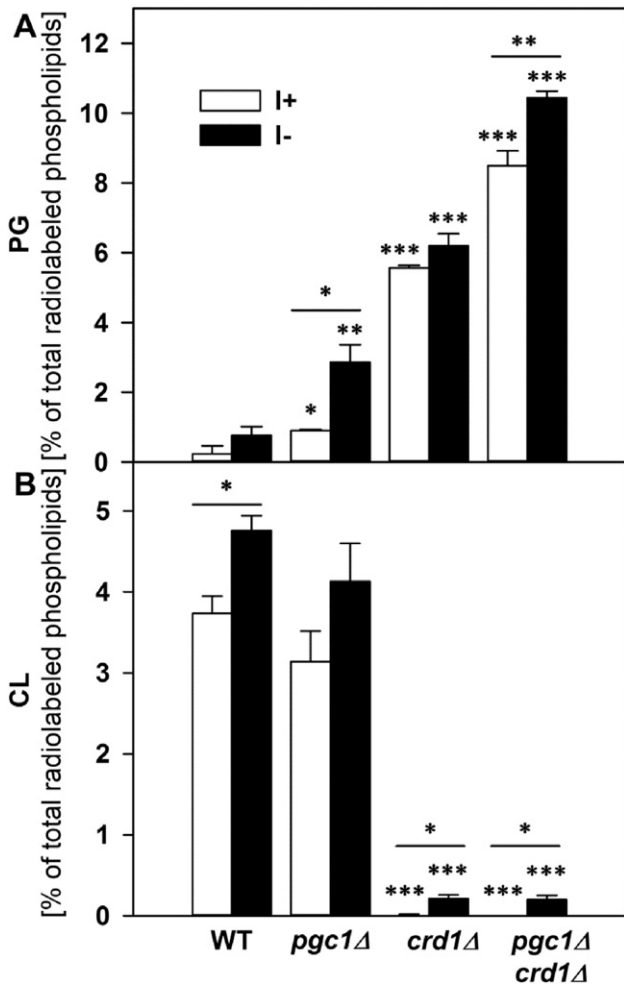 A
PG
[% of total radiolabeled phospholipids]
12
10
8
6
4
2
0
I+
I-
*
*
**
***
***
**
***
***
B
CL
[% of total radiolabeled phospholipids]
5
4
3
2
1
0
*
*
*
***
***
***
***
WT
pgc1Δ
crd1Δ
pgc1Δ
crd1Δ